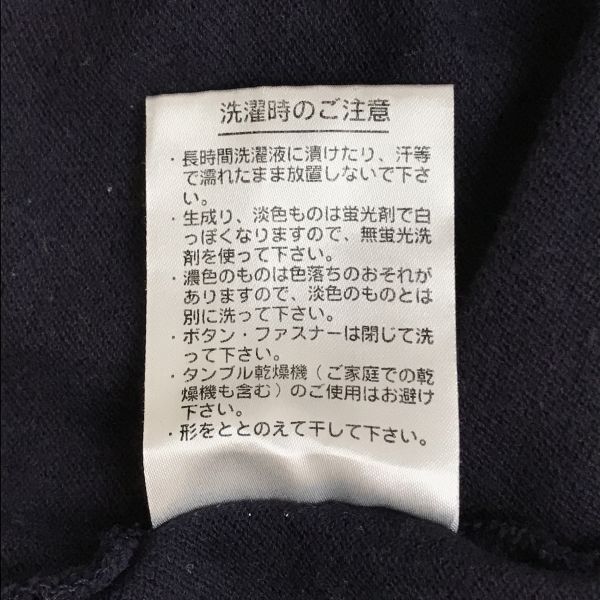 洗濯時のご注意
・長時間洗濯液に漬けたり、汗等
で濡れたまま放置しないで下さ
い。
・生成り、淡色ものは蛍光剤で白
っぽくなりますので、無蛍光洗
剤を使って下さい。
・濃色のものは色落ちのおそれが
ありますので、淡色のものとは
別に洗って下さい。
・ボタン・ファスナーは閉じて洗
って下さい。
・タンブル乾燥機（ご家庭での乾
燥機も含む）のご使用はお避け
下さい。
・形をととのえて干して下さい。